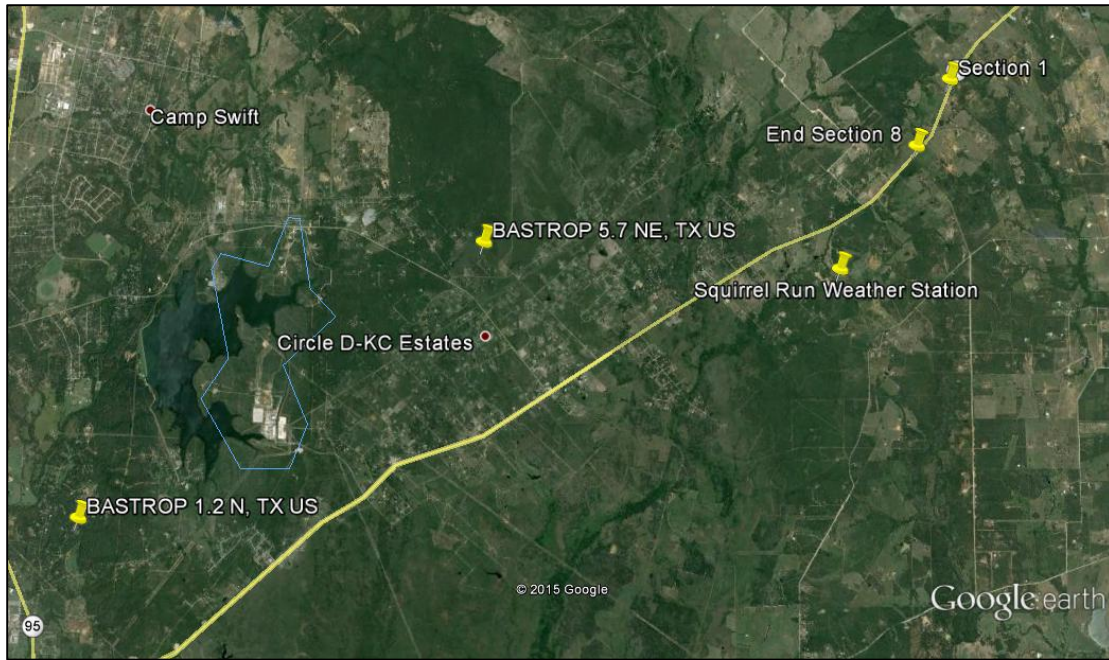 Section 1
Camp Swift
End Section 8
BASTROP 5.7 NE, TX US
Squirrel Run Weather Station
Circle D-KC Estates
BASTROP 1.2 N, TX US
© 2015 Google
Google earth
95